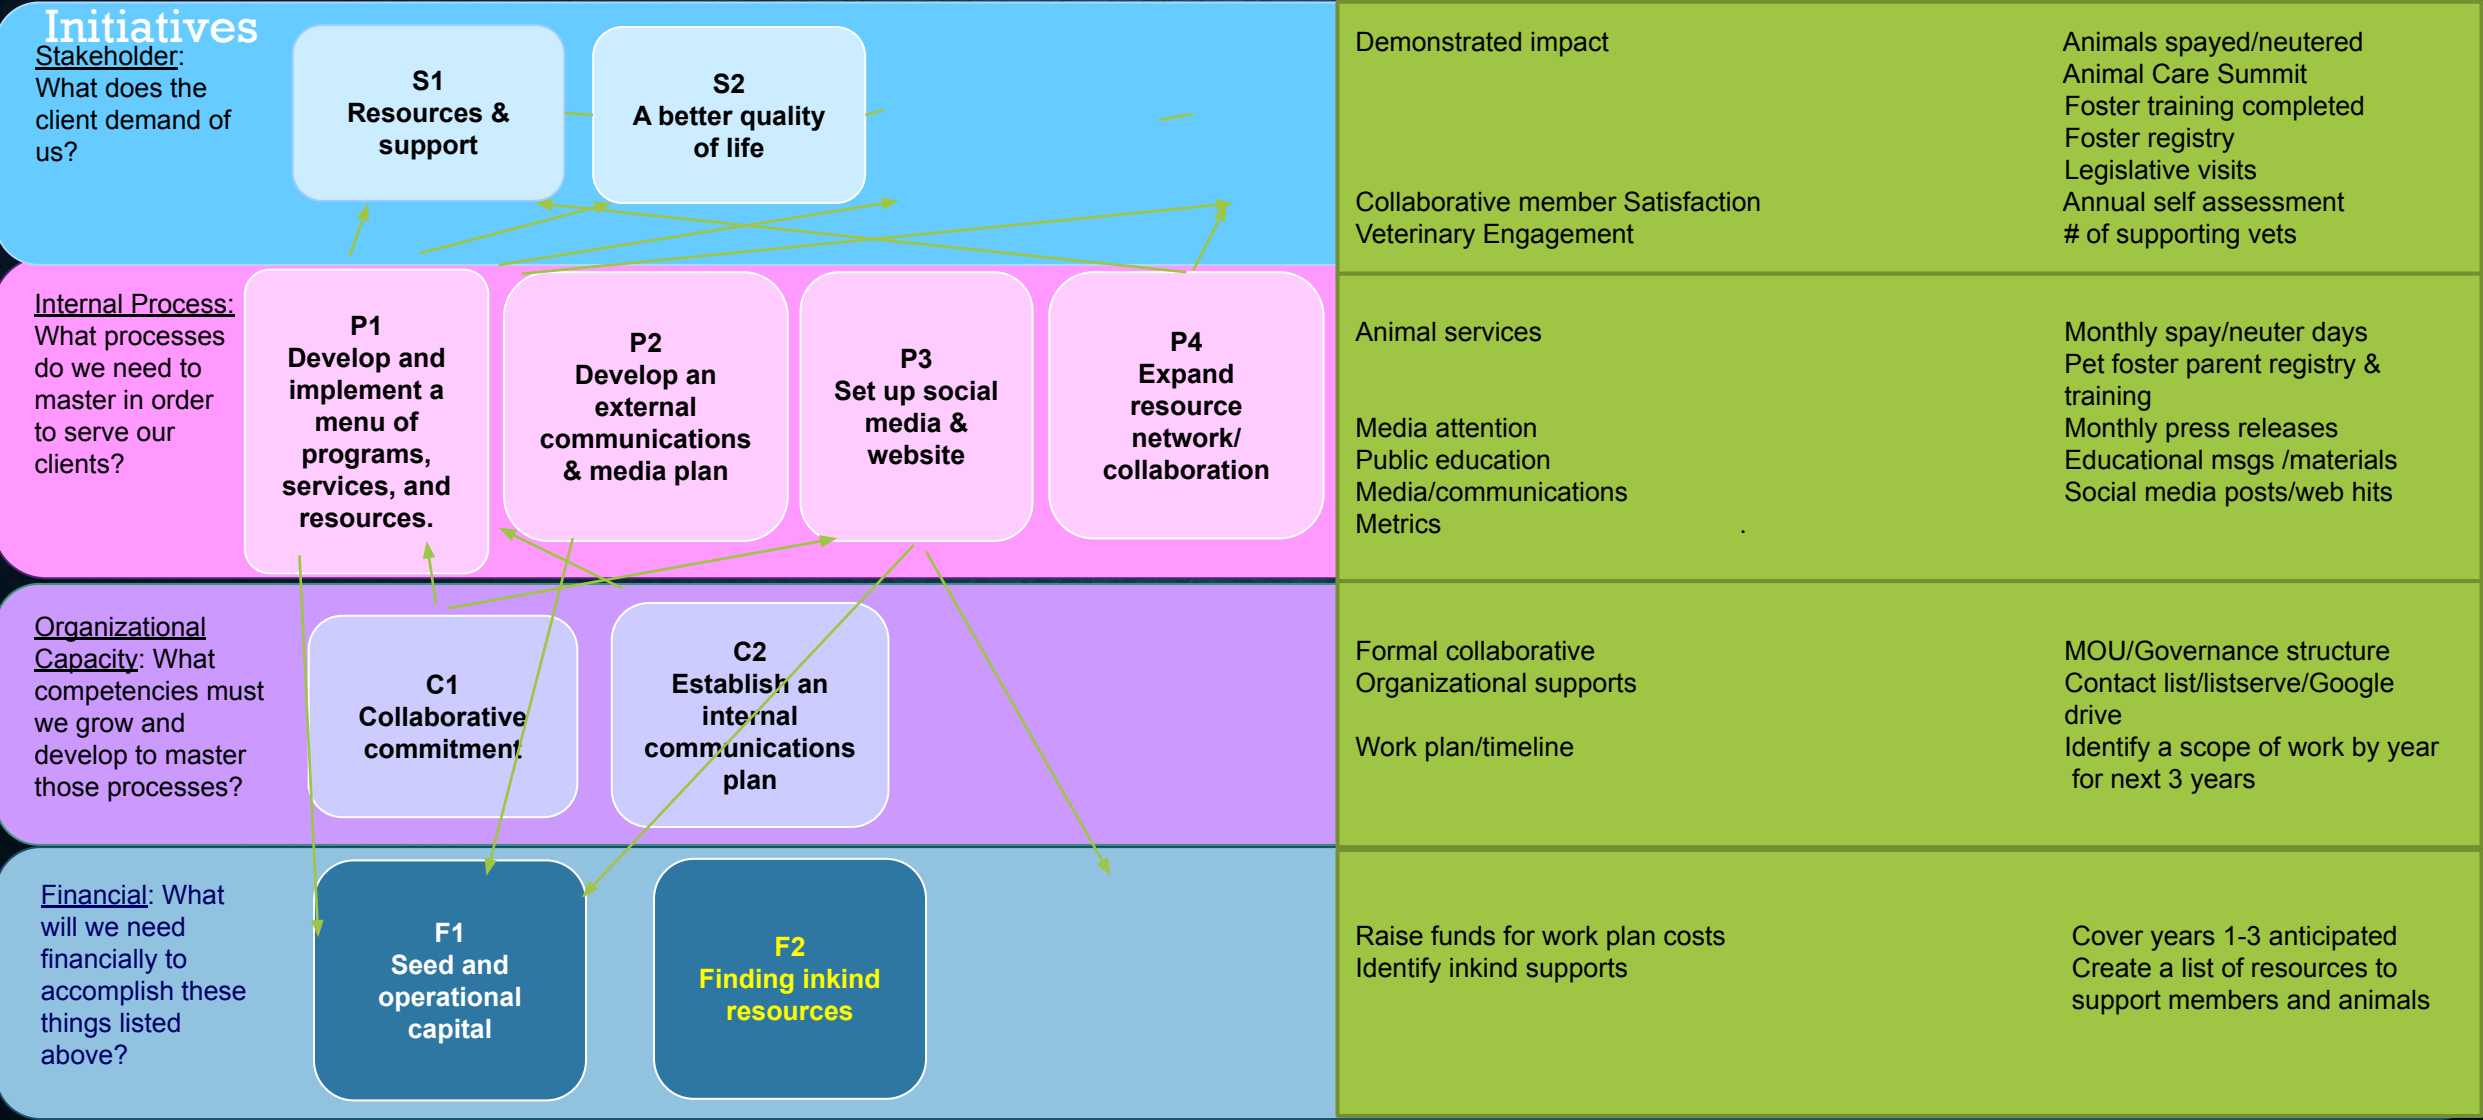 Initiatives
Stakeholder:
What does the
client demand of
us?
S1
Resources &
support
S2
A better quality
of life
Demonstrated impact
Collaborative member Satisfaction
Veterinary Engagement
Animals spayed/neutered
Animal Care Summit
Foster training completed
Foster registry
Legislative visits
Annual self assessment
# of supporting vets
Internal Process:
What processes
do we need to
master in order
to serve our
clients?
P1
Develop and
implement a
menu of
programs,
services, and
resources.
P2
Develop an
external
communications
& media plan
P3
Set up social
media &
website
P4
Expand
resource
network/
collaboration
Animal services
Media attention
Public education
Media/communications
Metrics .
Monthly spay/neuter days
Pet foster parent registry &
training
Monthly press releases
Educational msgs /materials
Social media posts/web hits
Organizational
Capacity: What
competencies must
we grow and
develop to master
those processes?
C1
Collaborative
commitment
C2
Establish an
internal
communications
plan
Formal collaborative
Organizational supports
Work plan/timeline
MOU/Governance structure
Contact list/listserve/Google
drive
Identify a scope of work by year
for next 3 years
Financial: What
will we need
financially to
accomplish these
things listed
above?
F1
Seed and
operational
capital
F2
Finding inkind
resources
Raise funds for work plan costs
Identify inkind supports
Cover years 1-3 anticipated
Create a list of resources to
support members and animals